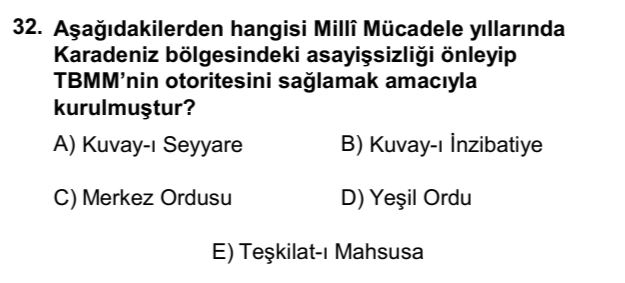 32. Aşağıdakilerden hangisi Millî Mücadele yıllarında
Karadeniz bölgesindeki asayişsizliği önleyip
TBMM’nin otoritesini sağlamak amacıyla
kurulmuştur?
A) Kuvay-ı Seyyare B) Kuvay-ı İnzibatiye
C) Merkez Ordusu D) Yeşil Ordu
E) Teşkilat-ı Mahsusa